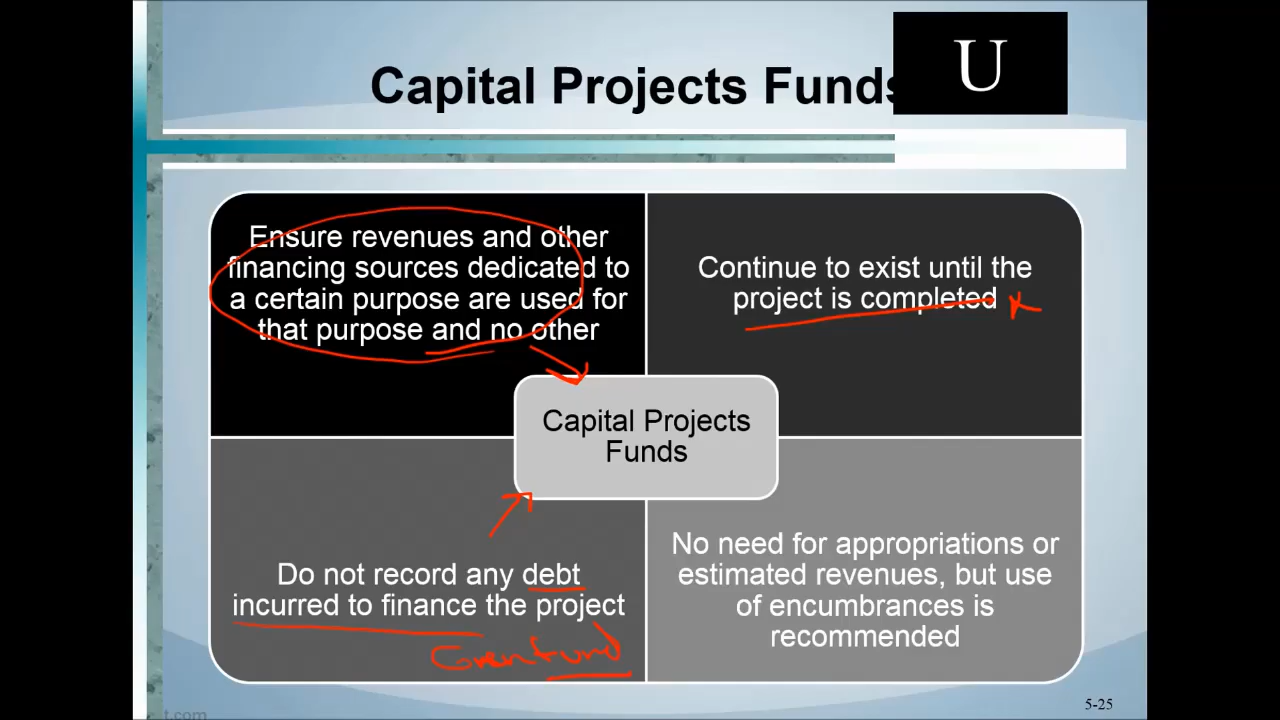 Capital Projects Funds
U
Ensure revenues and other
financing sources dedicated to
a certain purpose are used for
that purpose and no other
Continue to exist until the
project is completed
Capital Projects
Funds
Do not record any debt
incurred to finance the project
fund
No need for appropriations or
estimated revenues, but use
of encumbrances is
recommended
5-25
t.com